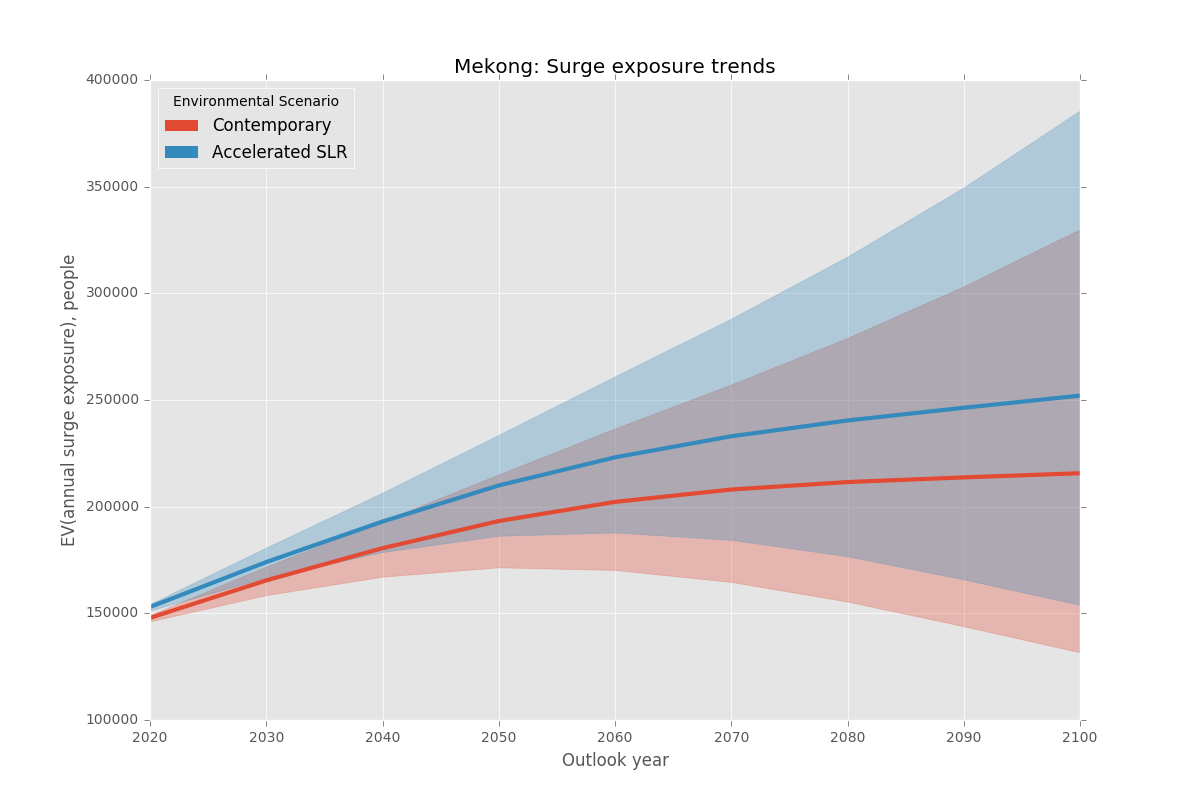 Mekong: Surge exposure trends
Environmental Scenario
Contemporary
Accelerated SLR
EV(annual surge exposure), people
400000
350000
300000
250000
200000
150000
100000
2020 2030 2040 2050 2060 2070 2080 2090 2100
Outlook year